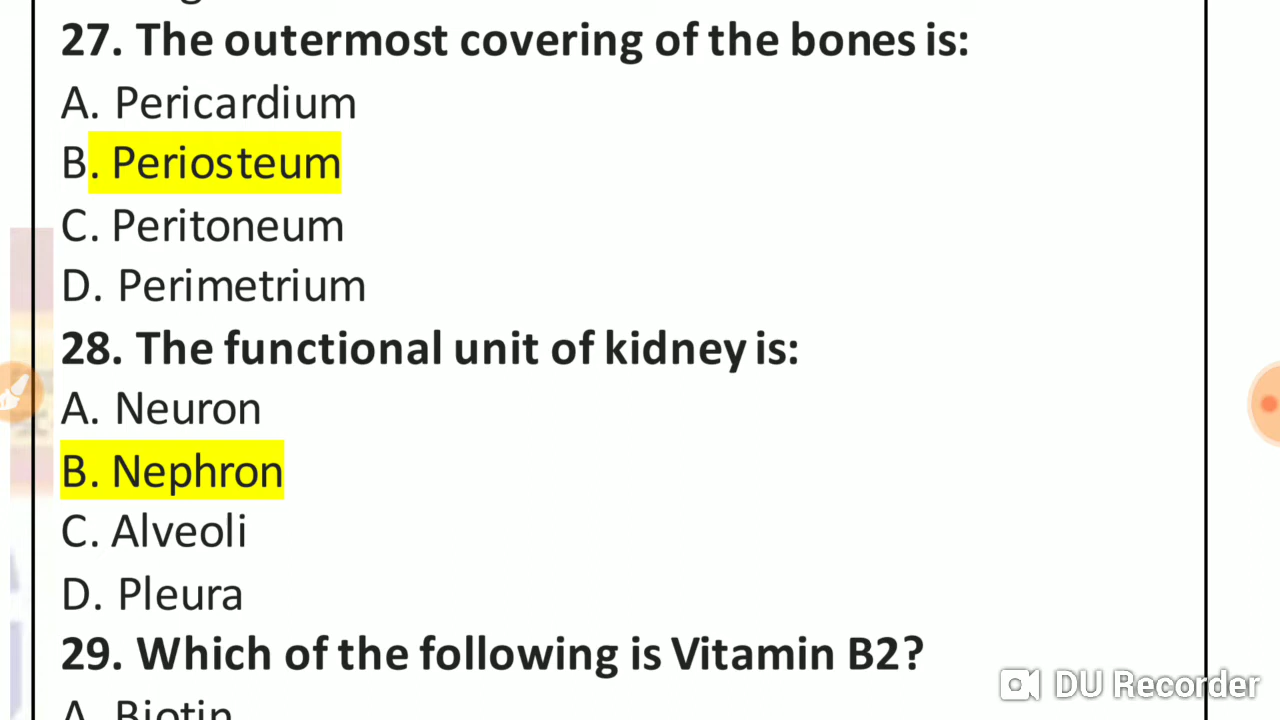 27. The outermost covering of the bones is:
A. Pericardium
B. Periosteum
C. Peritoneum
D. Perimetrium
28. The functional unit of kidney is:
A. Neuron
B. Nephron
C. Alveoli
D. Pleura
29. Which of the following is Vitamin B2?
A. Biotin
DU Recorder